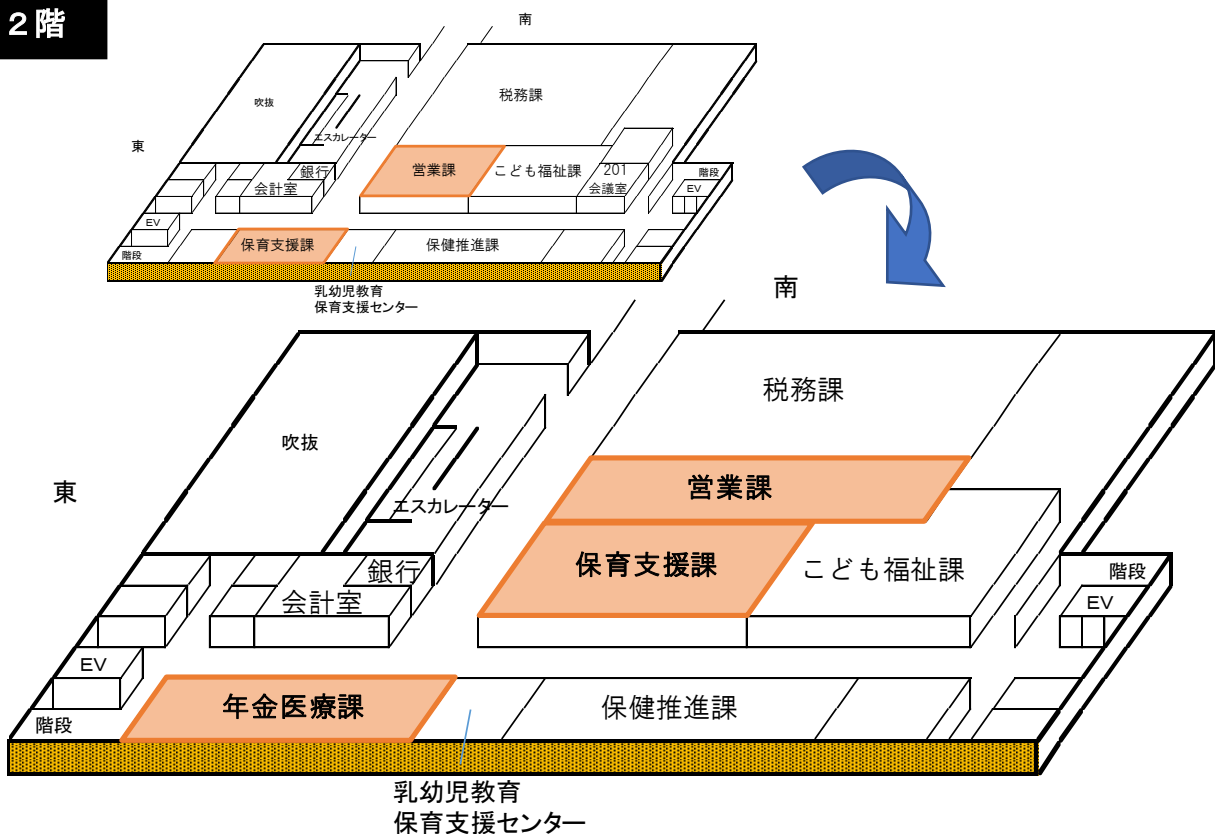 ２階
南
吹抜
税務課
東
エスカレーター
銀行
営業課
こども福祉課
201
会議室
階段
会計室
EV
EV
階段
保育支援課
保健推進課
乳幼児教育
保育支援センター
南
税務課
吹抜
東
営業課
エスカレーター
銀行
保育支援課
こども福祉課
階段
会計室
EV
EV
階段
年金医療課
保健推進課
乳幼児教育
保育支援センター